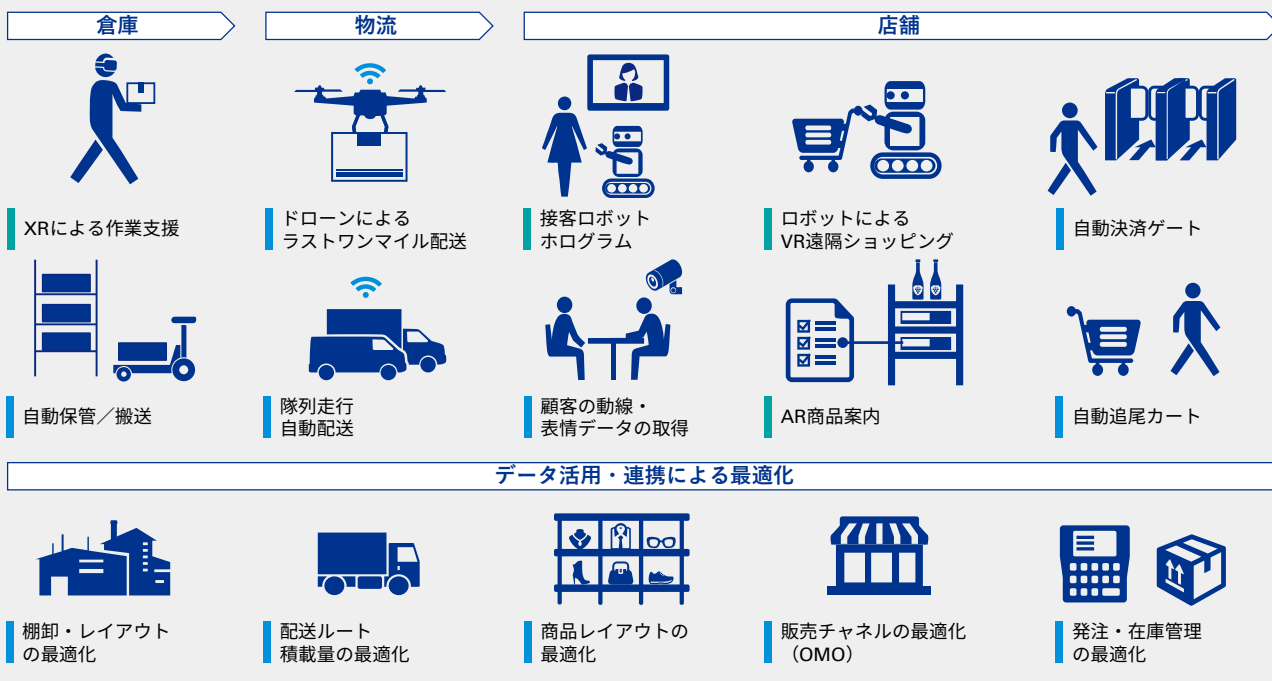 倉庫
物流
店舗
XRによる作業支援
ドローンによる
ラストワンマイル配送
接客ロボット
ホログラム
ロボットによる
VR遠隔ショッピング
自動決済ゲート
自動保管／搬送
隊列走行
自動配送
顧客の動線・
表情データの取得
AR商品案内
自動追尾カート
データ活用・連携による最適化
棚卸・レイアウト
の最適化
配送ルート
積載量の最適化
商品レイアウトの
最適化
販売チャネルの最適化
（OMO）
発注・在庫管理
の最適化